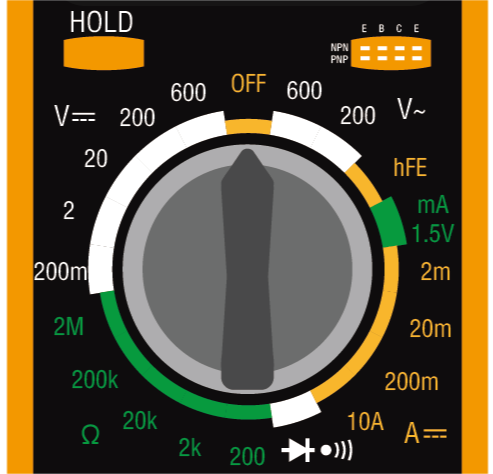 HOLD
E B C E
NPN
PNP
OFF
600
600
V⎓
200
200
V~
20
hFE
2
mA
1.5V
200m
2m
2M
20m
200k
200m
20k
10A
A⎓
Ω
2k
200